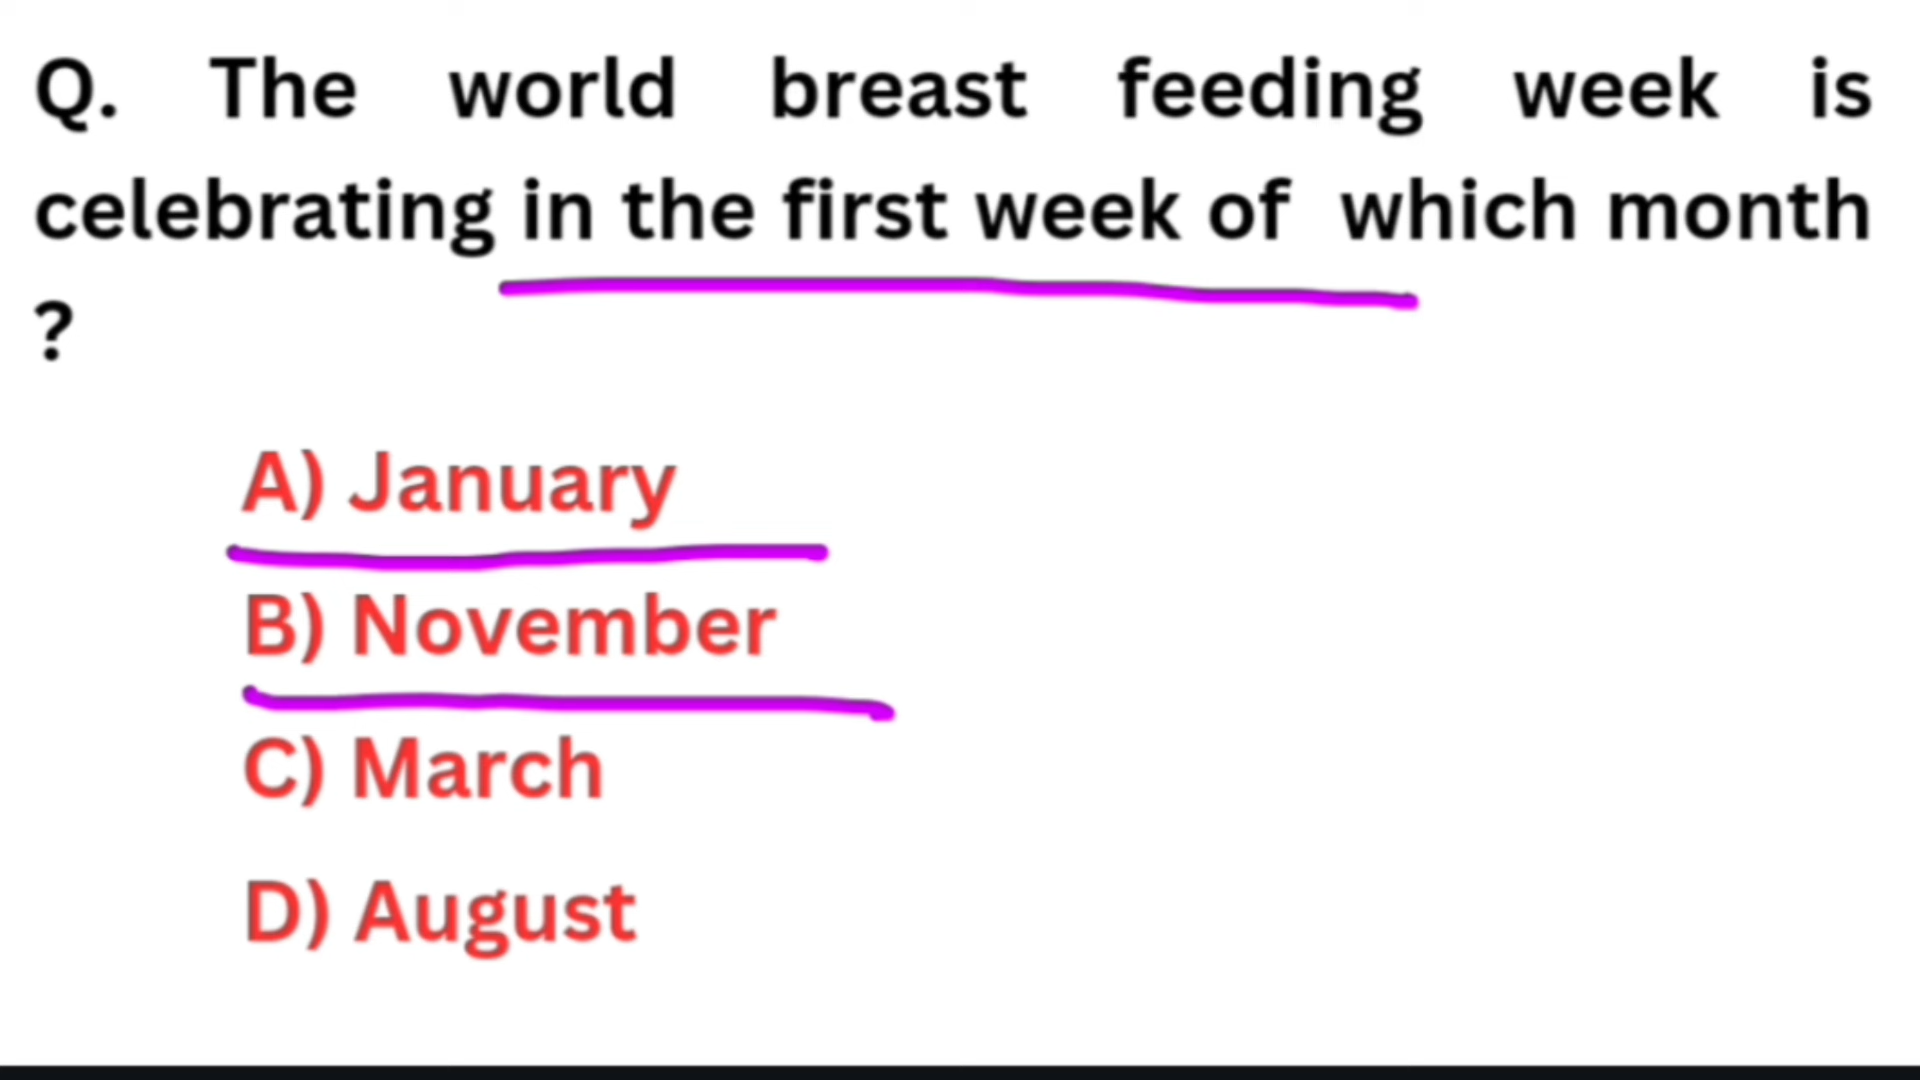 Q. The world breast feeding week is
celebrating in the first week of which month
?
A) January
B) November
C) March
D) August